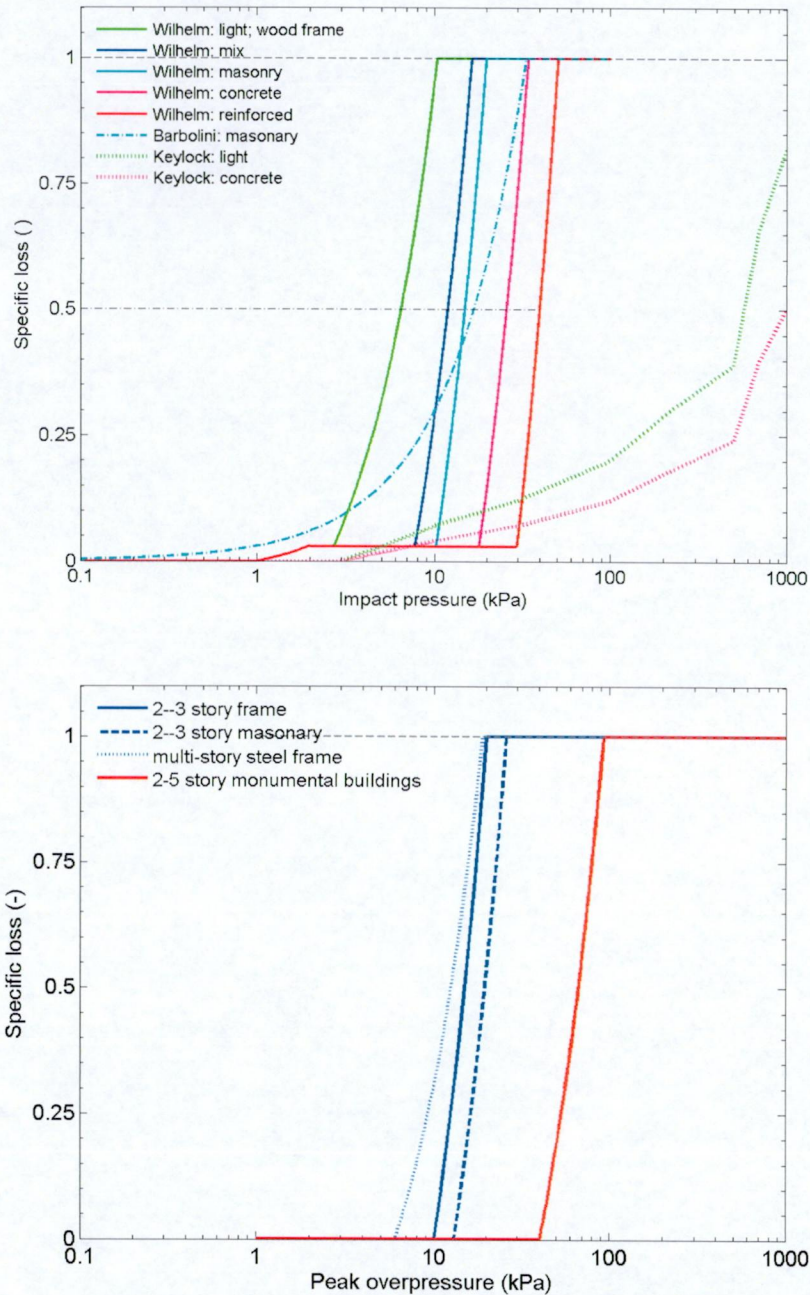 Wilhelm: light; wood frame
Wilhelm: mix
Wilhelm: masonry
Wilhelm: concrete
Wilhelm: reinforced
Barbolini: masonary
Keylock: light
Keylock: concrete
1
0.75
0.5
0.25
0
Specific loss ()
0.1 1 10 100 1000
Impact pressure (kPa)
2--3 story frame
2--3 story masonary
multi-story steel frame
2-5 story monumental buildings
1
0.75
0.5
0.25
0
Specific loss (-)
0.1 1 10 100 1000
Peak overpressure (kPa)